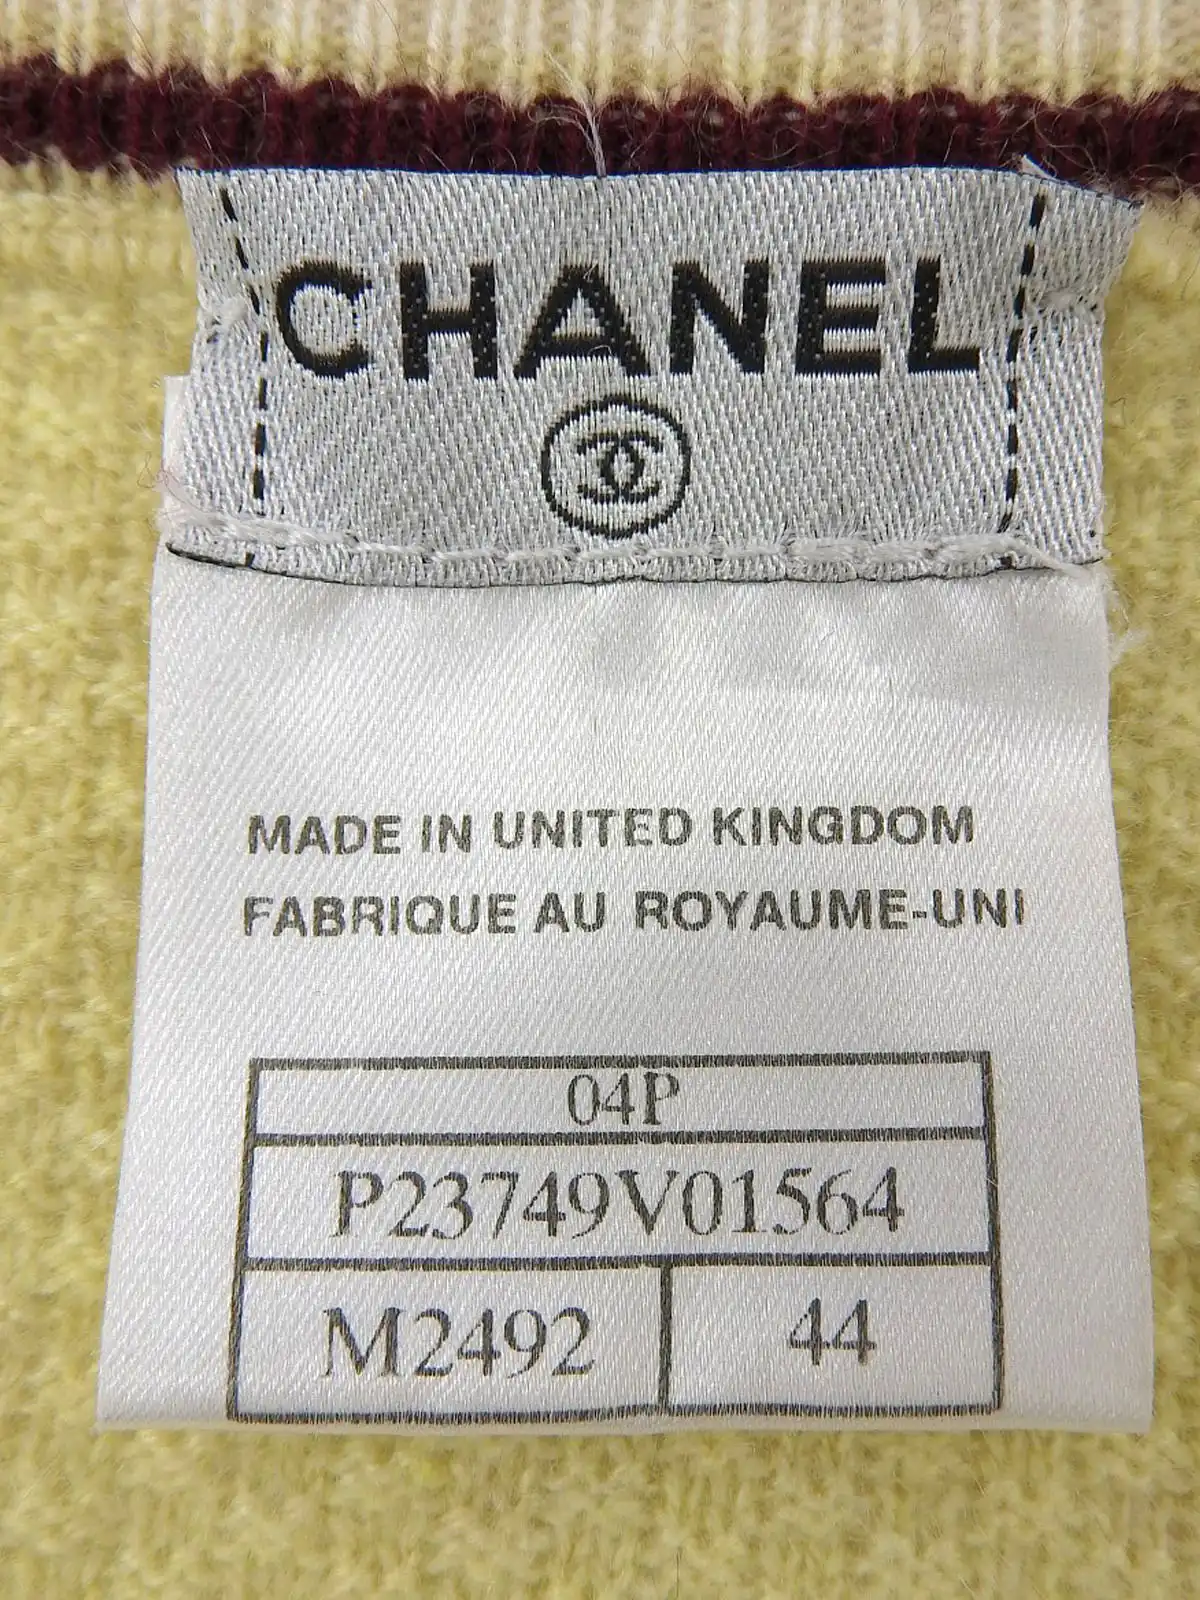 CHANEL
MADE IN UNITED KINGDOM
FABRIQUE AU ROYAUME-UNI
04P
P23749V01564
M2492 44